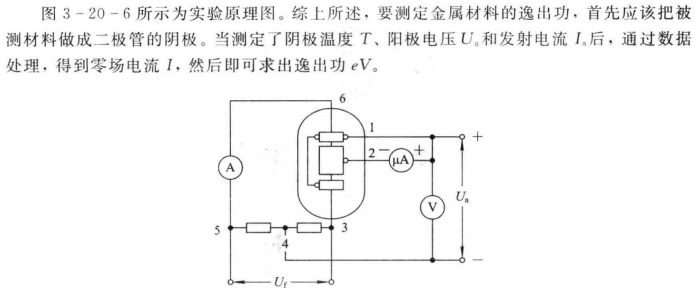 图 3-20-6 所示为实验原理图。综上所述，要测定金属材料的逸出功，首先应该把被
测材料做成二极管的阴极。当测定了阴极温度 T、阳极电压 Uₐ 和发射电流 Iₐ 后，通过数据
处理，得到零场电流 I，然后即可求出逸出功 eV。
6
1
+
2
−
+
μA
A
V
Uₐ
5
4
3
−
U_f